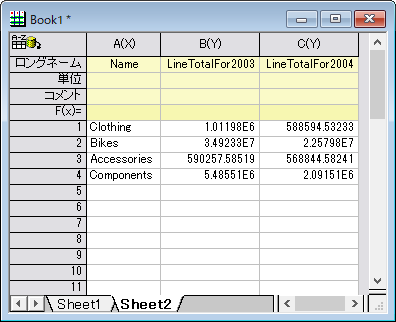 Book1 *
A(X) B(Y) C(Y)
ロングネーム Name LineTotalFor2003 LineTotalFor2004
単位
コメント
F(x)=
1 Clothing 1.01198E6 588594.53233
2 Bikes 3.49233E7 2.25798E7
3 Accessories 590257.58519 568844.58241
4 Components 5.48551E6 2.09151E6
5
6
7
8
9
10
11
Sheet1 Sheet2